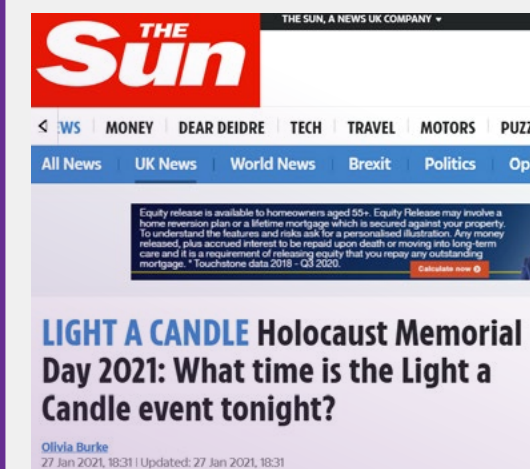 THE SUN, A NEWS UK COMPANY
THE
Sun
EWS MONEY DEAR DEIDRE TECH TRAVEL MOTORS PUZZ
All News UK News World News Brexit Politics Op
Equity release is available to homeowners aged 55+. Equity Release may involve a
home reversion plan or a lifetime mortgage which is secured against your property.
To understand the features and risks ask for a personalised illustration. Any money
released, plus accrued interest to be repaid upon death or moving into long-term
care and it is a requirement of releasing equity that you repay any outstanding
mortgage. *Touchstone data 2018 - Q3 2020.
Calculate now
LIGHT A CANDLE Holocaust Memorial
Day 2021: What time is the Light a
Candle event tonight?
Olivia Burke
27 Jan 2021, 18:31 | Updated: 27 Jan 2021, 18:31